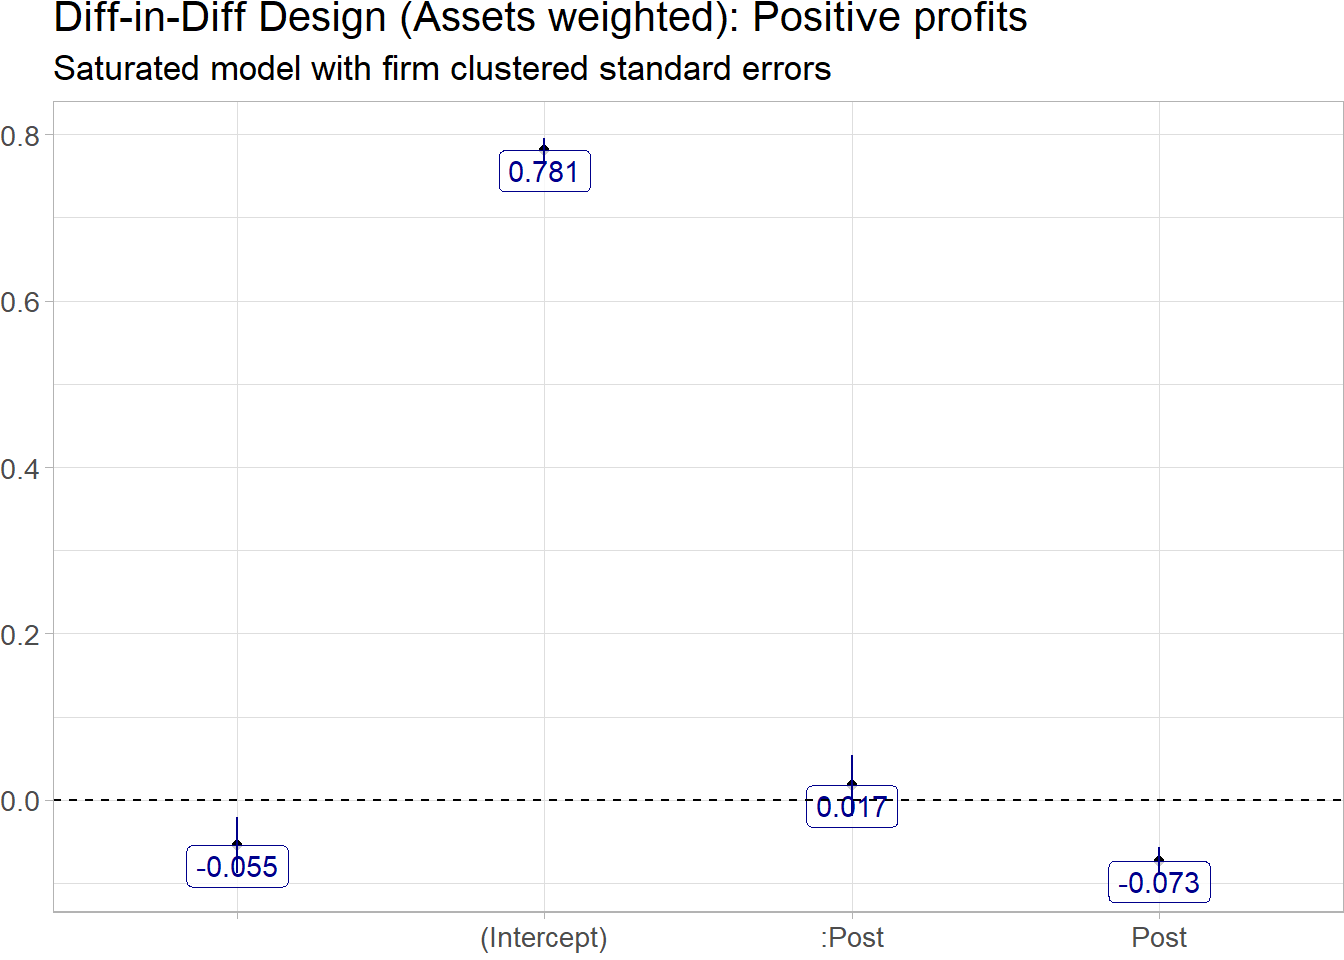 Diff-in-Diff Design (Assets weighted): Positive profits
Saturated model with firm clustered standard errors
0.8
0.781
0.6
0.4
0.2
0.0
0.017
-0.055
-0.073
(Intercept)
:Post
Post